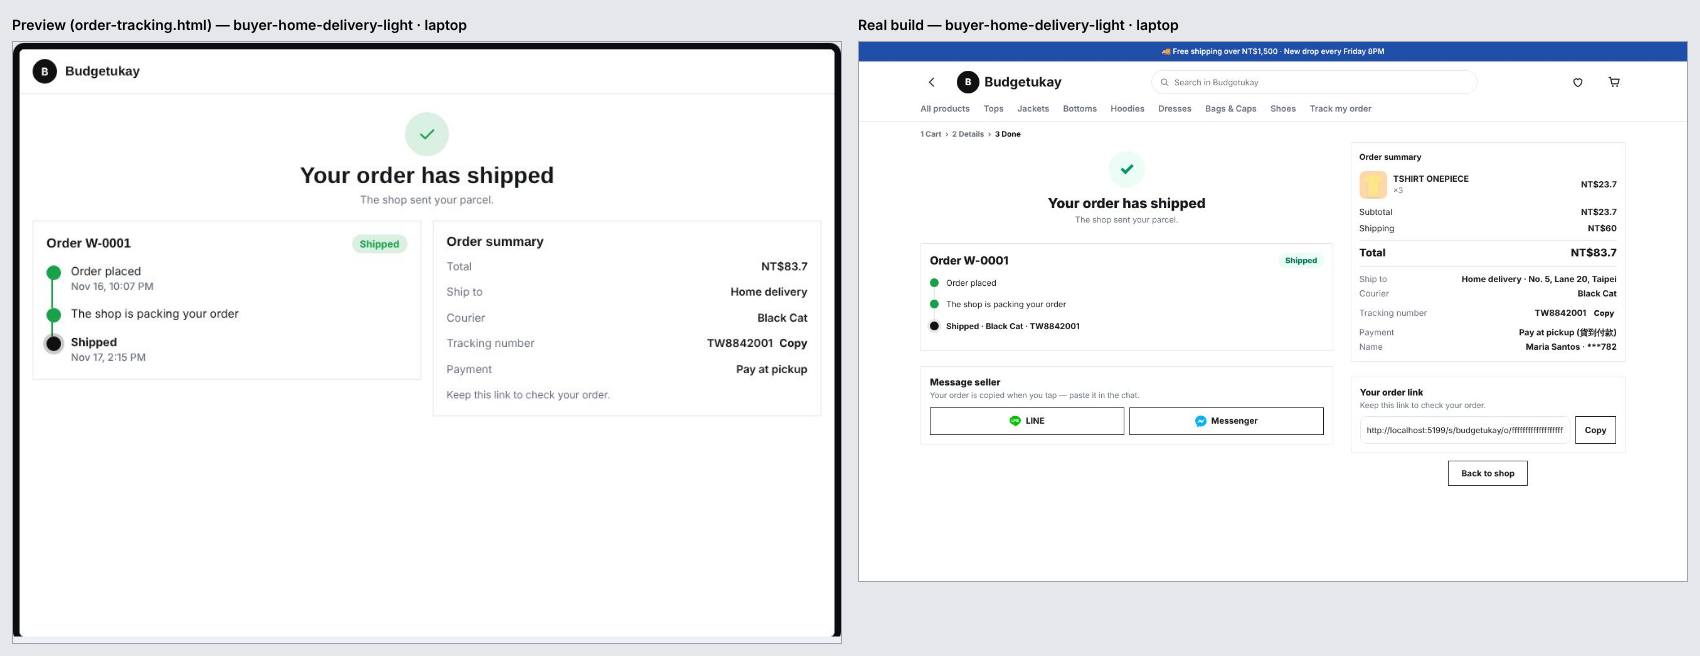 Preview (order-tracking.html) — buyer-home-delivery-light · laptop
B Budgetukay
Your order has shipped
The shop sent your parcel.
Order W-0001 Shipped
Order placed
Nov 16, 10:07 PM
The shop is packing your order
Shipped
Nov 17, 2:15 PM
Order summary
Total NT$83.7
Ship to Home delivery
Courier Black Cat
Tracking number TW8842001 Copy
Payment Pay at pickup
Keep this link to check your order.
Real build — buyer-home-delivery-light · laptop
🚚 Free shipping over NT$1,500 · New drop every Friday 8PM
B Budgetukay Search in Budgetukay
All products Tops Jackets Bottoms Hoodies Dresses Bags & Caps Shoes Track my order
1 Cart › 2 Details › 3 Done
Your order has shipped
The shop sent your parcel.
Order W-0001 Shipped
Order placed
The shop is packing your order
Shipped · Black Cat · TW8842001
Message seller
Your order is copied when you tap — paste it in the chat.
LINE Messenger
Order summary
TSHIRT ONEPIECE NT$23.7
×3
Subtotal NT$23.7
Shipping NT$60
Total NT$83.7
Ship to Home delivery · No. 5, Lane 20, Taipei
Courier Black Cat
Tracking number TW8842001 Copy
Payment Pay at pickup (貨到付款)
Name Maria Santos · ***782
Your order link
Keep this link to check your order.
Copy
Back to shop